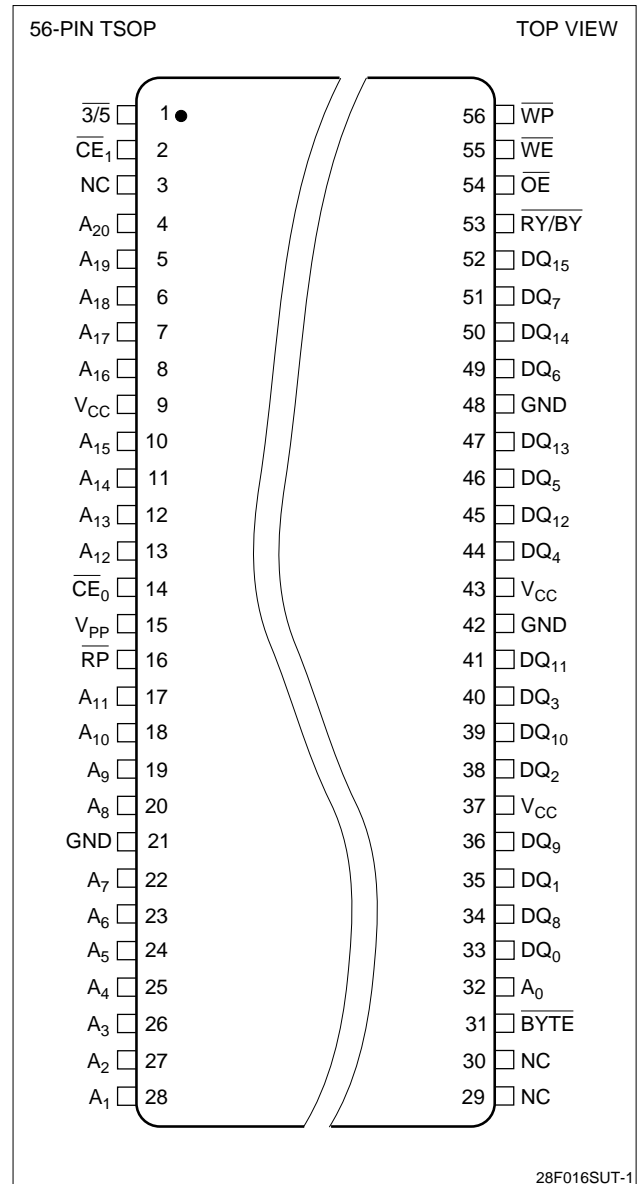 56-PIN TSOP TOP VIEW
3/5 1 56 WP
CE1 2 55 WE
NC 3 54 OE
A20 4 53 RY/BY
A19 5 52 DQ15
A18 6 51 DQ7
A17 7 50 DQ14
A16 8 49 DQ6
VCC 9 48 GND
A15 10 47 DQ13
A14 11 46 DQ5
A13 12 45 DQ12
A12 13 44 DQ4
CE0 14 43 VCC
VPP 15 42 GND
RP 16 41 DQ11
A11 17 40 DQ3
A10 18 39 DQ10
A9 19 38 DQ2
A8 20 37 VCC
GND 21 36 DQ9
A7 22 35 DQ1
A6 23 34 DQ8
A5 24 33 DQ0
A4 25 32 A0
A3 26 31 BYTE
A2 27 30 NC
A1 28 29 NC
28F016SUT-1